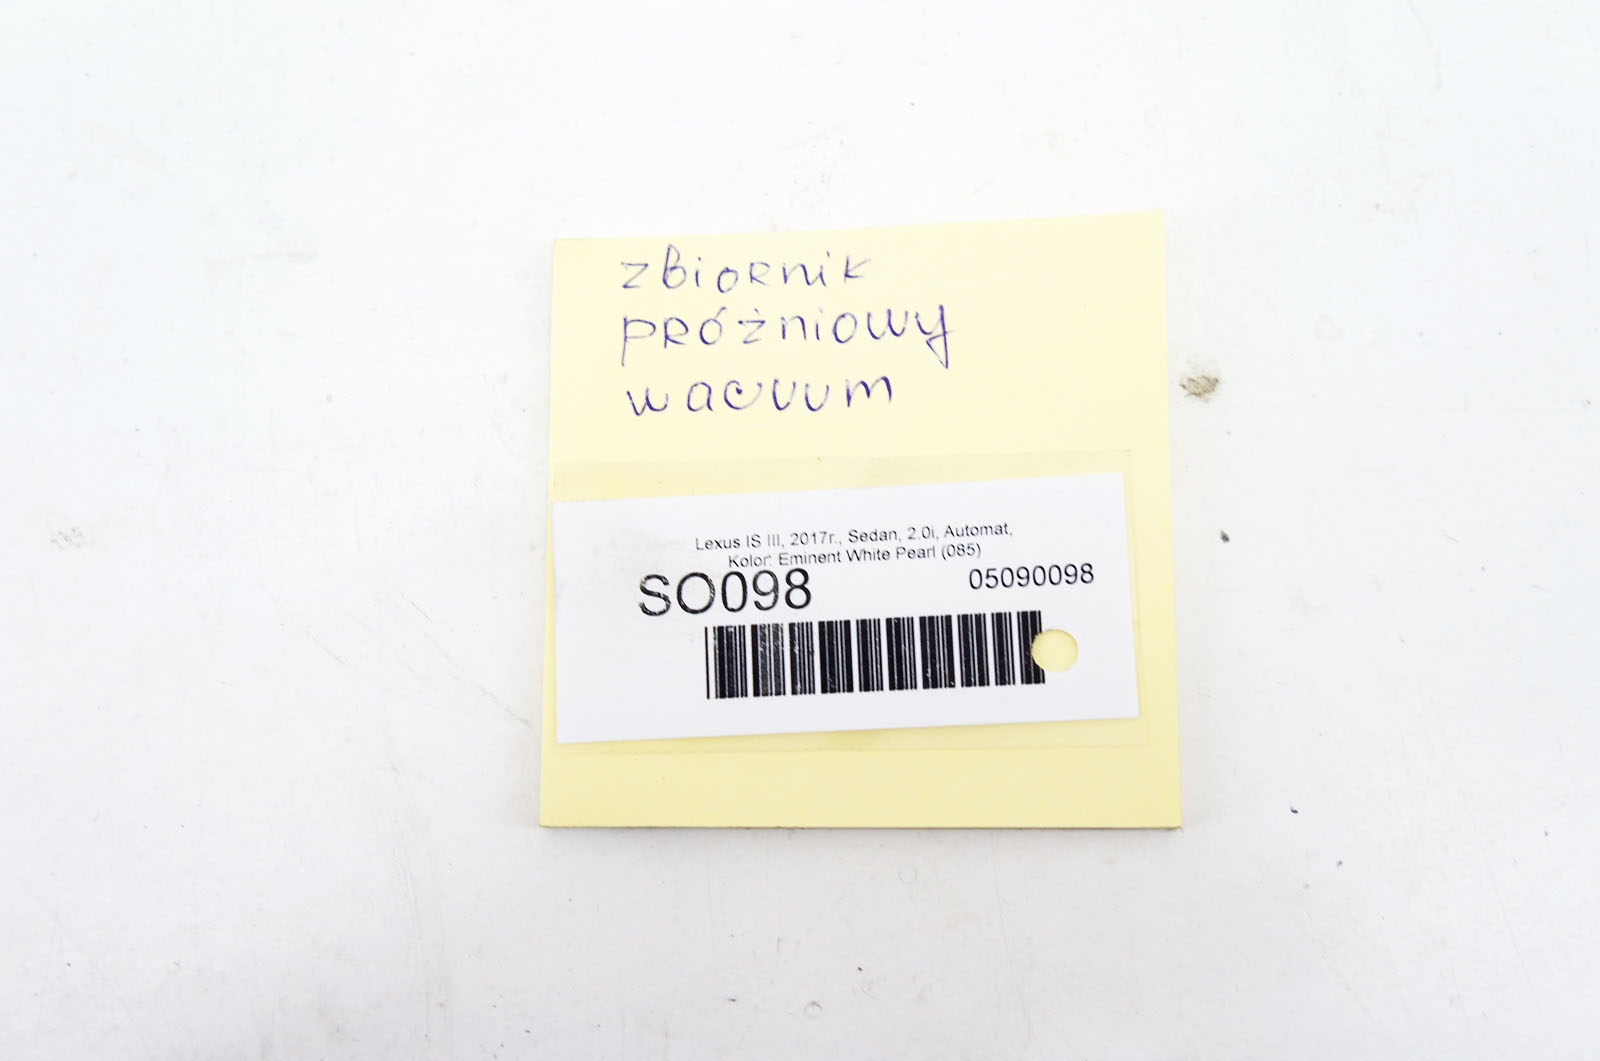 zbiornik
próżniowy
wacuum
Lexus IS III, 2017r., Sedan, 2.0i, Automat,
Kolor: Eminent White Pearl (085)
SO098 05090098